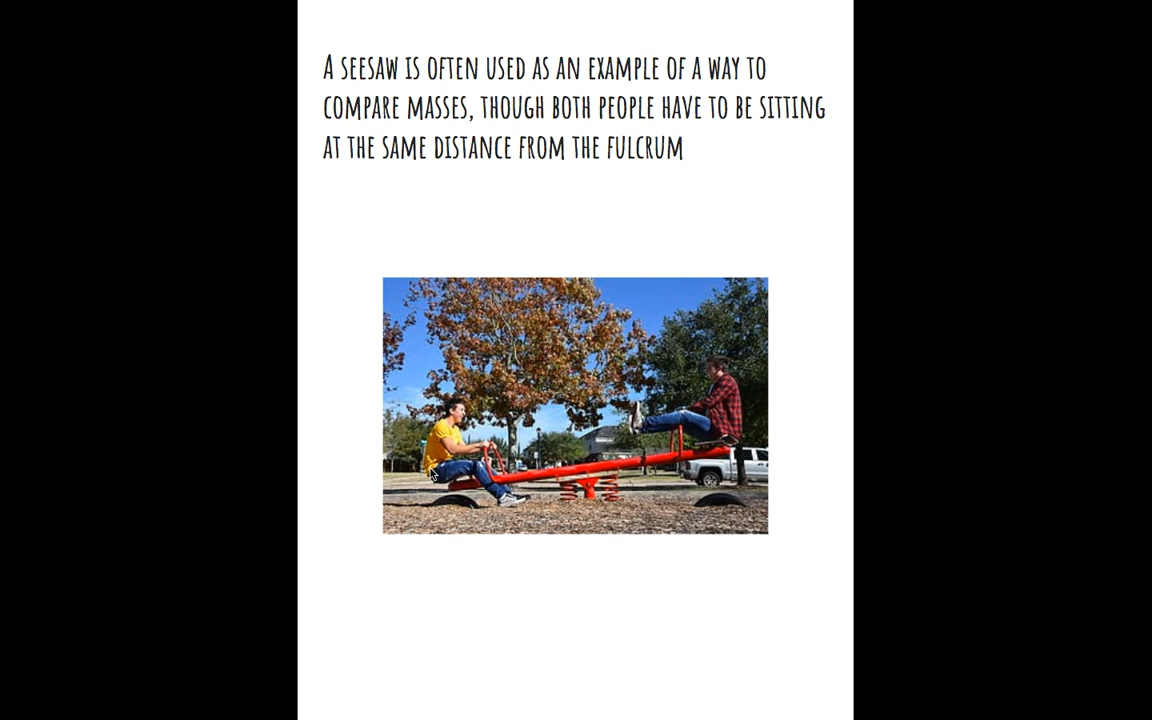 A SEESAW IS OFTEN USED AS AN EXAMPLE OF A WAY TO
COMPARE MASSES, THOUGH BOTH PEOPLE HAVE TO BE SITTING
AT THE SAME DISTANCE FROM THE FULCRUM